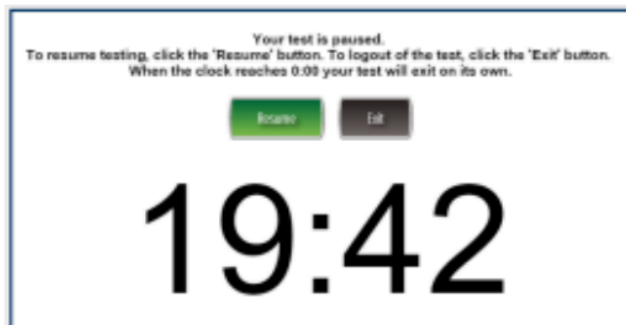 Your test is paused.
To resume testing, click the 'Resume' button. To logout of the test, click the 'Exit' button.
When the clock reaches 0:00 your test will exit on its own.
Resume Exit
19:42